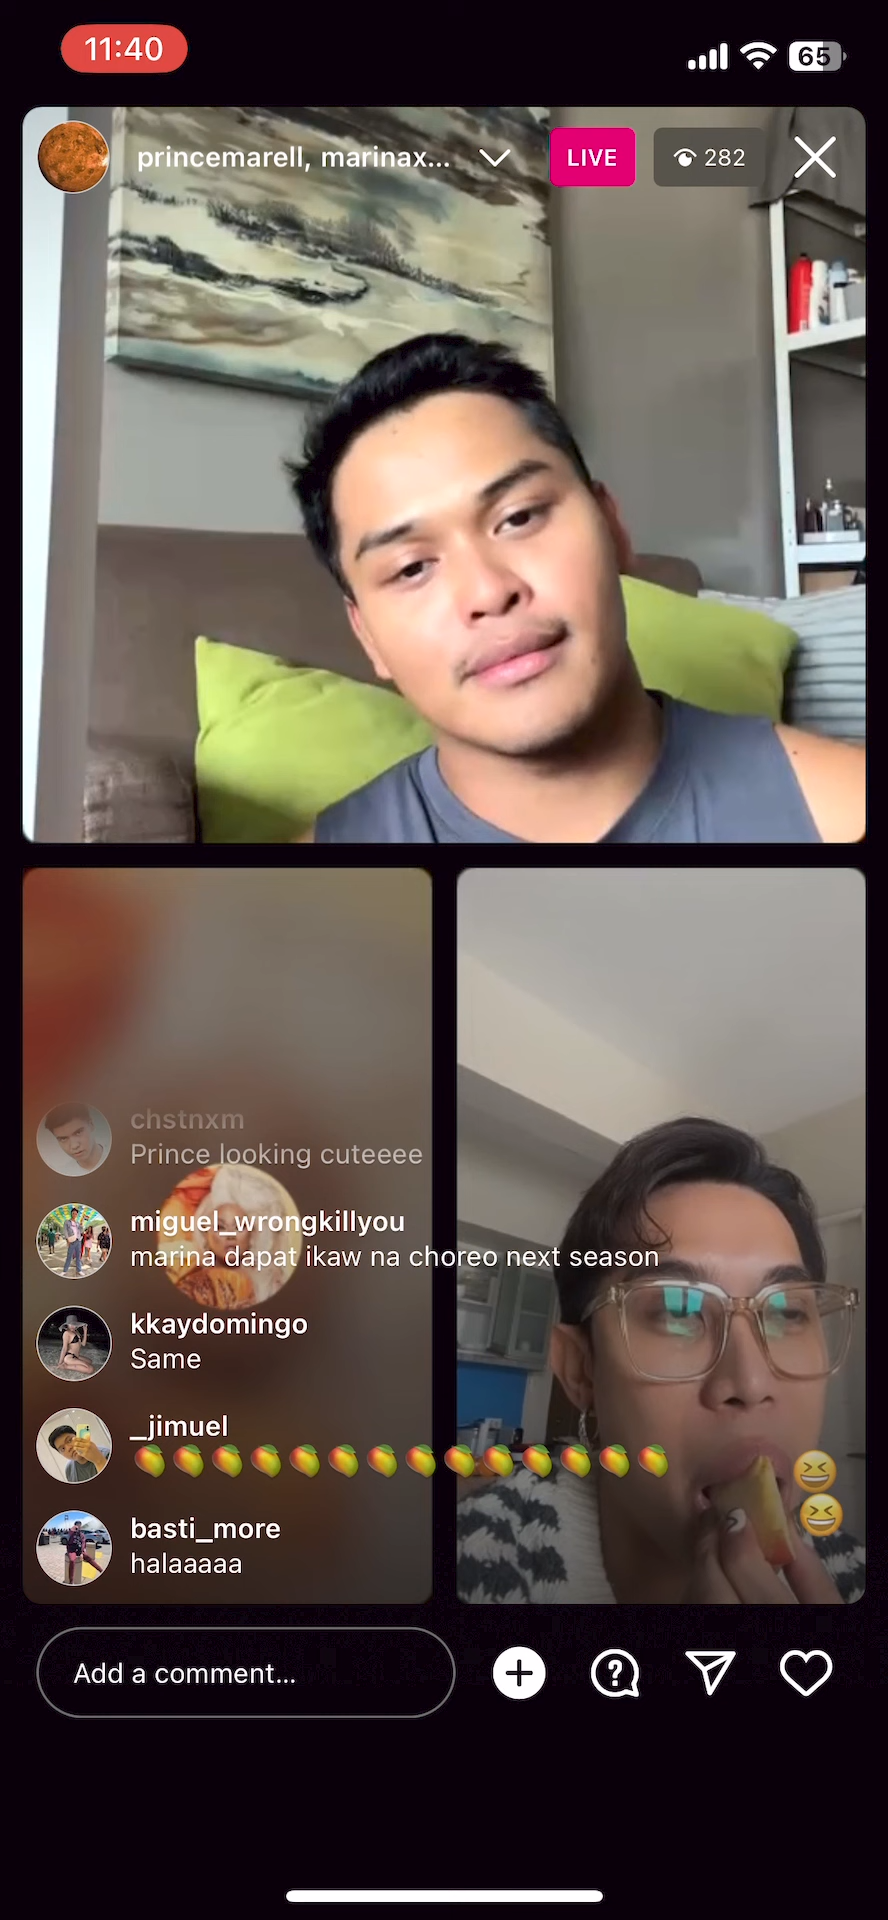 11:40
65
princemarell, marinax...
LIVE
282
chstnxm
Prince looking cuteeee
miguel_wrongkillyou
marina dapat ikaw na choreo next season
kkaydomingo
Same
_jimuel
🥭🥭🥭🥭🥭🥭🥭🥭🥭🥭🥭🥭🥭🥭
basti_more
halaaaaa
Add a comment...